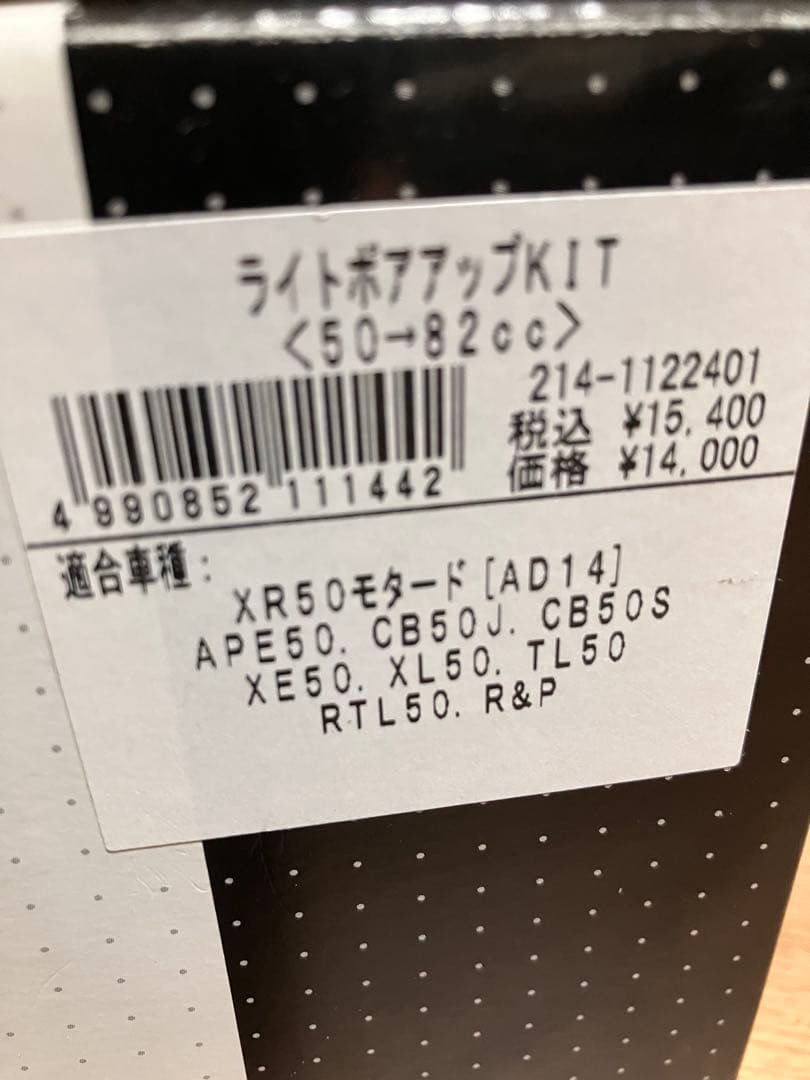 ライトボアアップKIT
<50→82cc>
214-1122401
税込 ¥15,400
価格 ¥14,000
4 990852 111442
適合車種:
XR50モタード[AD14]
APE50. CB50J. CB50S
XE50. XL50. TL50
RTL50. R&P